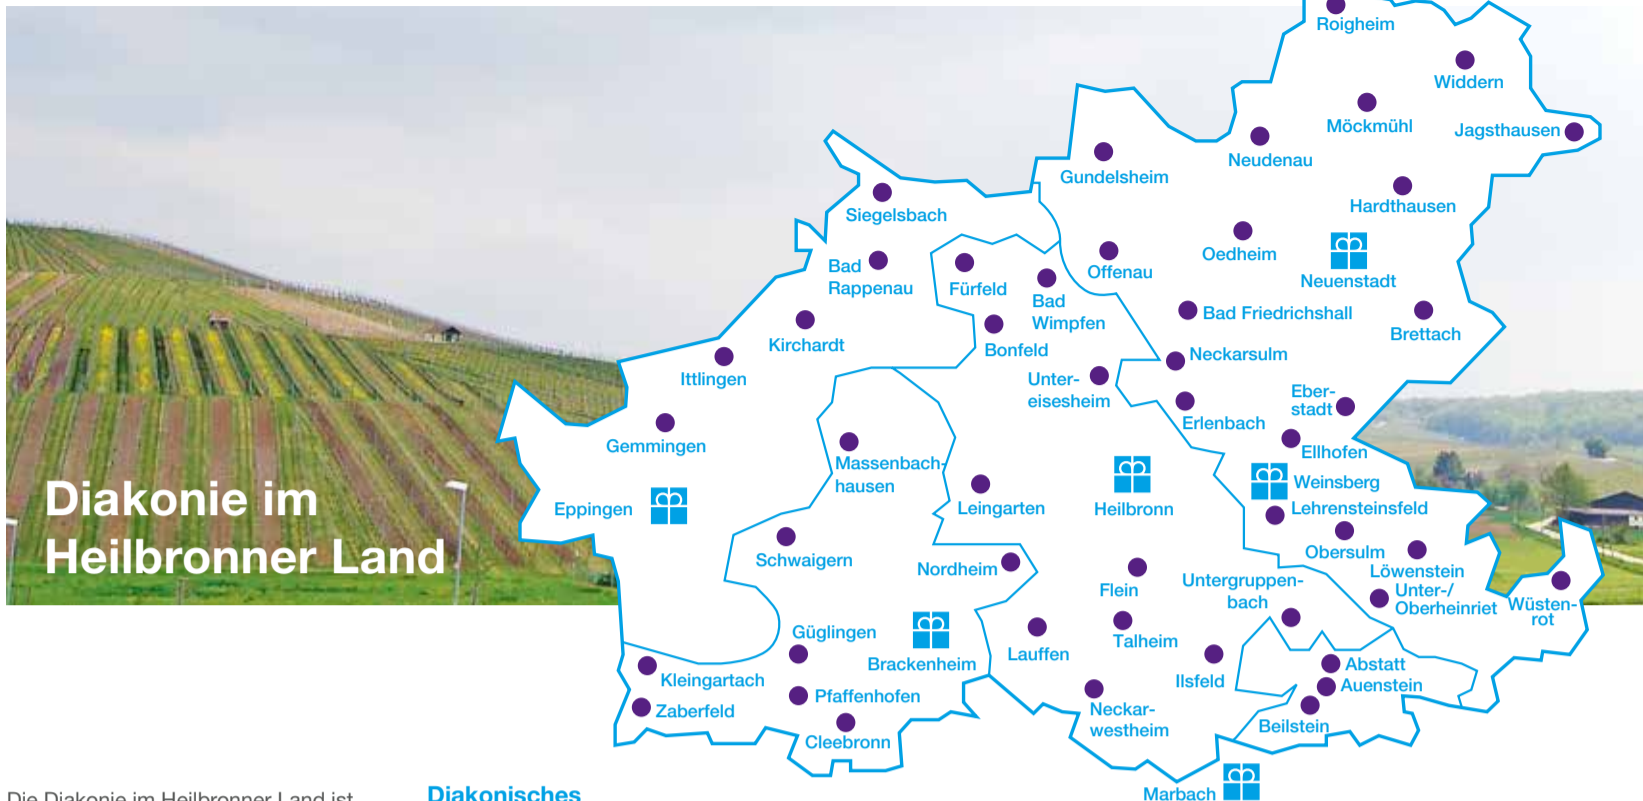 Roigheim
Widdern
Möckmühl
Jagsthausen
Neudenau
Gundelsheim
Hardthausen
Siegelsbach
Oedheim
Bad
Rappenau
Fürfeld
Offenau
Neuenstadt
Bad
Wimpfen
Bad Friedrichshall
Brettach
Kirchardt
Bonfeld
Neckarsulm
Ittlingen
Unter-
eisesheim
Eber-
stadt
Erlenbach
Gemmingen
Ellhofen
Massenbach-
hausen
Weinsberg
Diakonie im
Heilbronner Land
Eppingen
Leingarten
Heilbronn
Lehrensteinsfeld
Schwaigern
Nordheim
Obersulm
Löwenstein
Flein
Untergruppen-
bach
Unter-/
Oberheinriet
Wüsten-
rot
Güglingen
Brackenheim
Lauffen
Talheim
Ilsfeld
Abstatt
Kleingartach
Auenstein
Pfaffenhofen
Zaberfeld
Neckar-
westheim
Beilstein
Cleebronn
Marbach
Die Diakonie im Heilbronner Land ist
Diakonisches